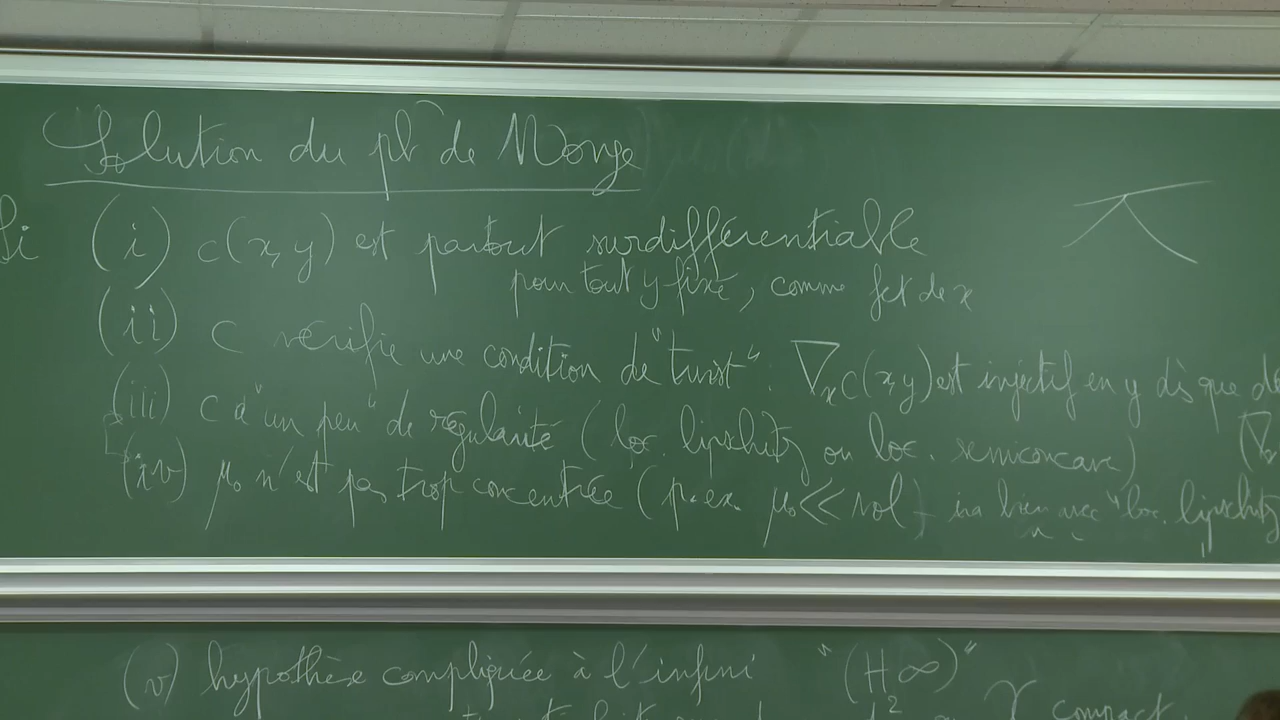 Solution du pb de Monge
Si (i) c(x,y) est partout surdifférentiable
pour tout y fixé, comme fct de x
(ii) c vérifie une condition de "twist". ∇ₓc(x,y) est injectif en y dès que dé
(iii) c a "un peu" de régularité (loc. lipschitz ou loc. semiconcave) (∇ₓ
(iv) μ₀ n'est pas trop concentrée (p. ex. μ₀ << vol) ira bien avec "loc. lipschitz
(v) hypothèse compliquée à l'infini "(H∞)"
compact